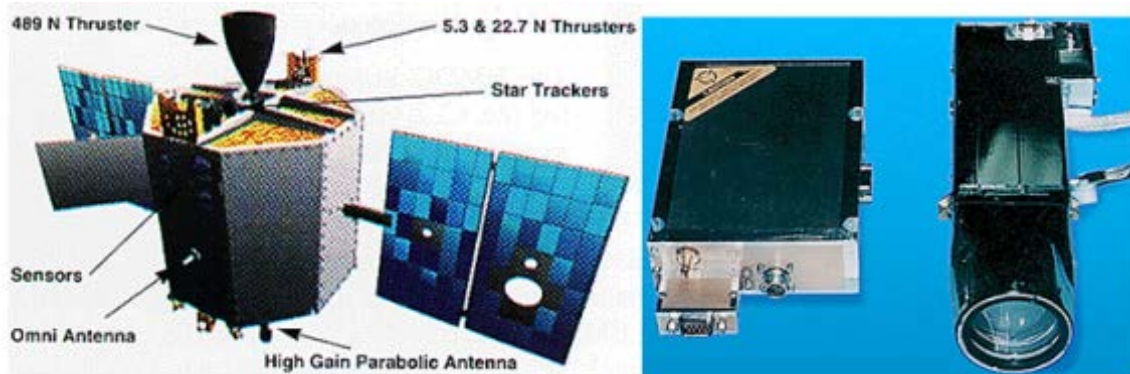 489 N Thruster
5.3 & 22.7 N Thrusters
Star Trackers
Sensors
Omni Antenna
High Gain Parabolic Antenna